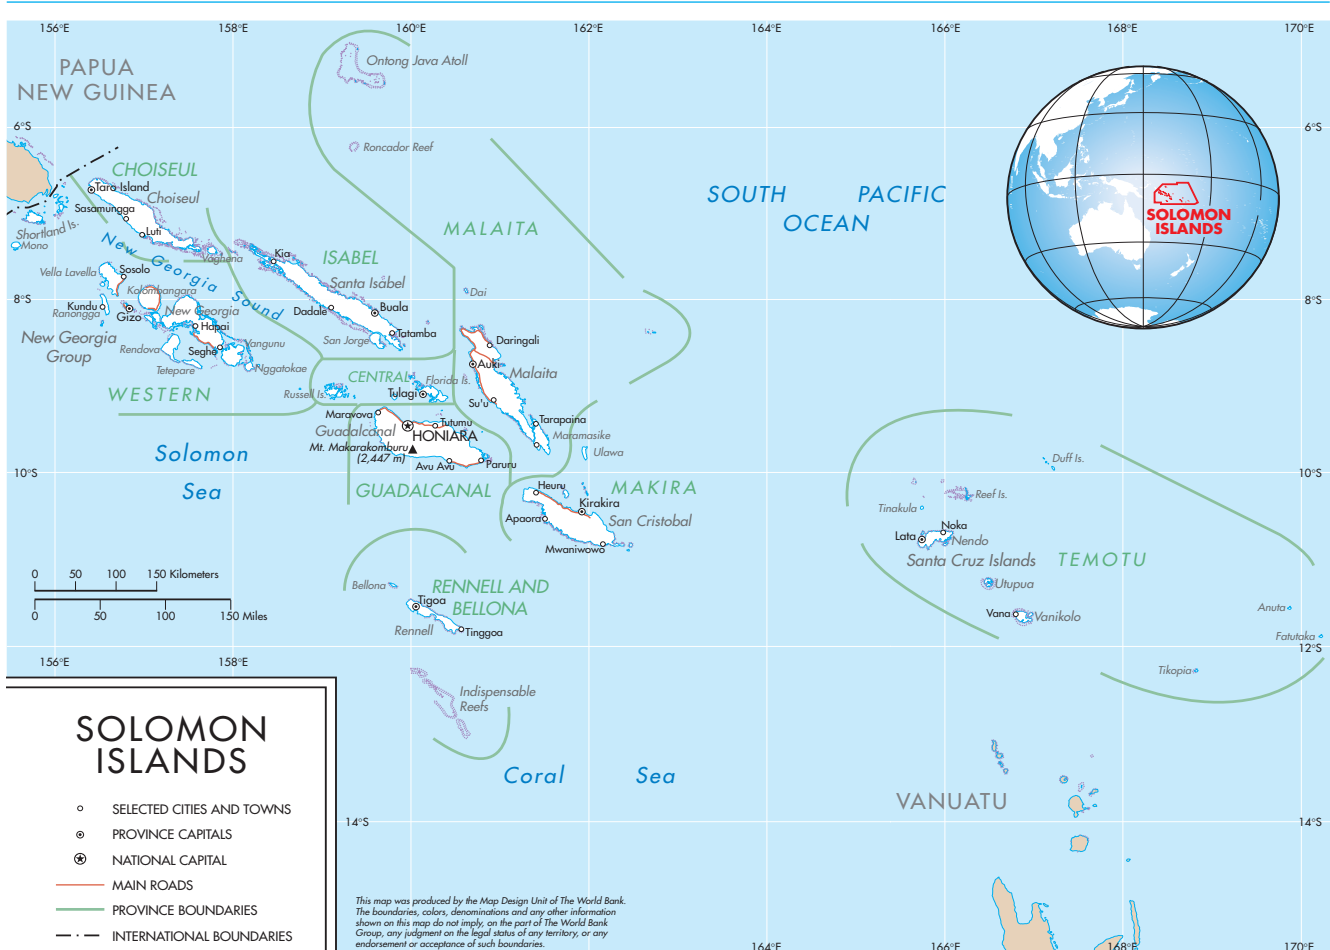 156°E
158°E
160°E
162°E
164°E
166°E
168°E
170°E
PAPUA
NEW GUINEA
Ontong Java Atoll
6°S
6°S
Roncador Reef
CHOISEUL
Taro Island
Choiseul
Sasamungga
Luti
Shortland Is.
Mono
New Georgia Sound
Vaghena
Kia
ISABEL
Santa Isabel
MALAITA
SOUTH PACIFIC
OCEAN
SOLOMON
ISLANDS
Vella Lavella
Sosolo
Kolombangara
Kundu
Ranongga
Gizo
New Georgia
Hapai
New Georgia
Group
Rendova
Seghe
Vangunu
Tetepare
Nggatokae
WESTERN
8°S
8°S
Dai
Dadale
Buala
Tatamba
San Jorge
Daringali
Auki
Malaita
Su'u
Tarapaina
Maramasike
Ulawa
CENTRAL
Florida Is.
Russell Is.
Tulagi
Maravova
Tutumu
Guadalcanal
HONIARA
Mt. Makarakomburu
(2,447 m)
Avu Avu
Paruru
GUADALCANAL
Solomon
Sea
10°S
10°S
Heuru
MAKIRA
Kirakira
Apaora
San Cristobal
Mwaniwowo
Duff Is.
Reef Is.
Tinakula
Noka
Lata
Nendo
Santa Cruz Islands
TEMOTU
Utupua
Vana
Vanikolo
Anuta
Fatutaka
Tikopia
0 50 100 150 Kilometers
0 50 100 150 Miles
Bellona
RENNELL AND
BELLONA
Tigoa
Rennell
Tinggoa
12°S
156°E
158°E
Indispensable
Reefs
Coral Sea
VANUATU
14°S
14°S
SOLOMON
ISLANDS
SELECTED CITIES AND TOWNS
PROVINCE CAPITALS
NATIONAL CAPITAL
MAIN ROADS
PROVINCE BOUNDARIES
INTERNATIONAL BOUNDARIES
This map was produced by the Map Design Unit of The World Bank.
The boundaries, colors, denominations and any other information
shown on this map do not imply, on the part of The World Bank
Group, any judgment on the legal status of any territory, or any
endorsement or acceptance of such boundaries.
164°E
166°E
168°E
170°E